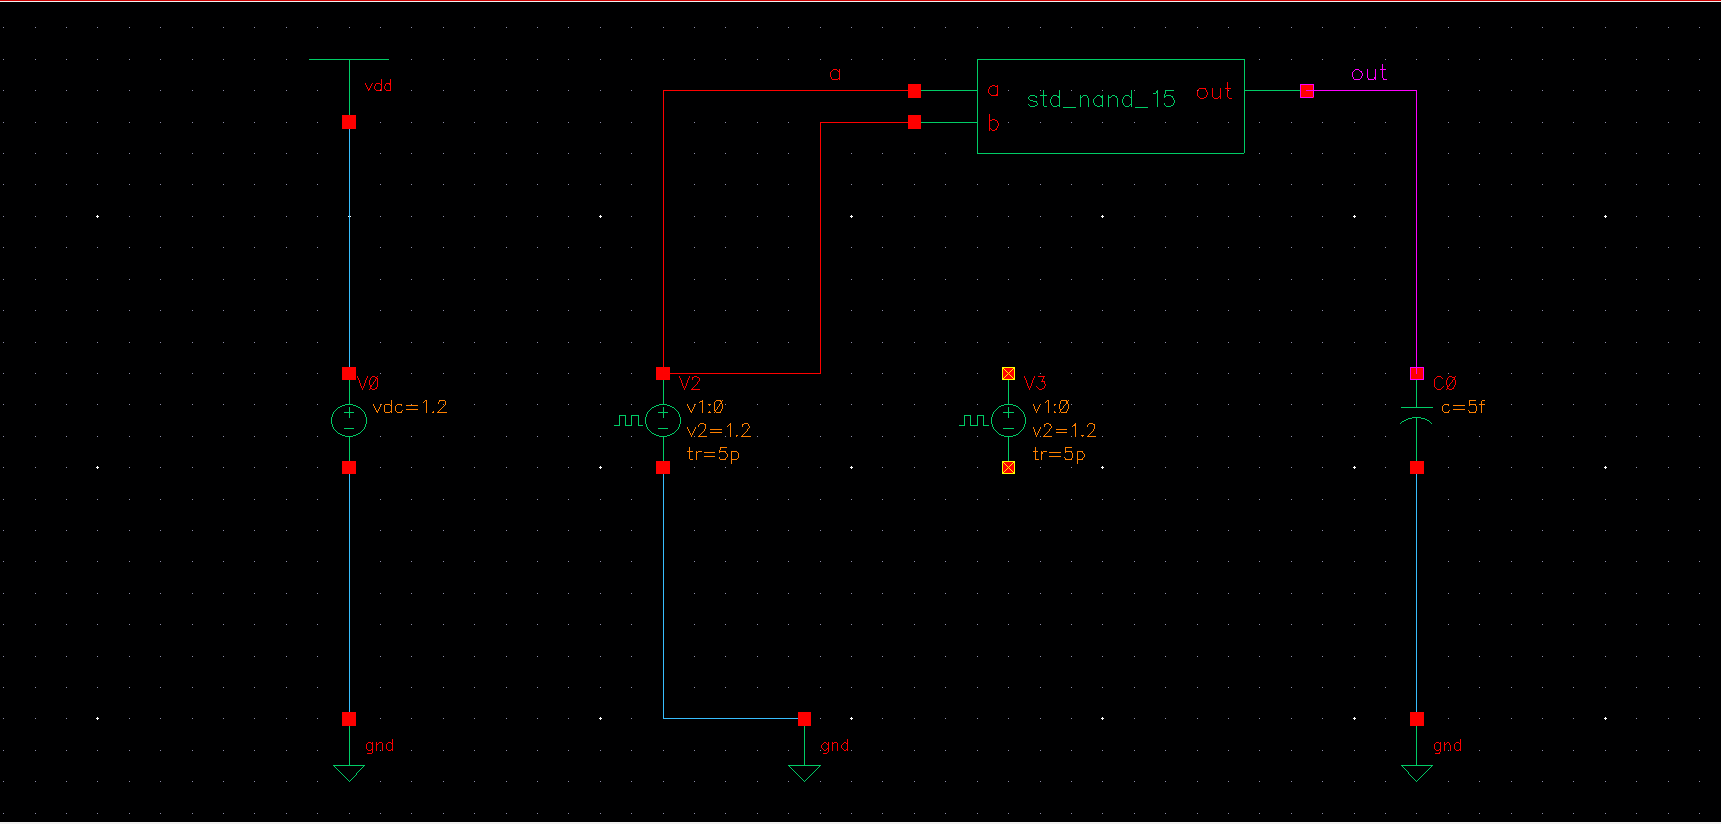 vdd
a
out
a
std_nand_15
out
b
V0
vdc=1.2
V2
v1:0
v2=1.2
tr=5p
V3
v1:0
v2=1.2
tr=5p
C0
c=5f
gnd
gnd
gnd